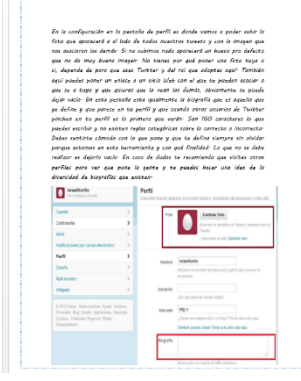 En la configuración en la pestaña de perfil es donde vamos a poder subir la
foto que aparecerá a al lado de todos nuestros tweets y con la imagen que
nos asocian los demás. Si no subimos nada aparecerá un huevo pro defecto
que no da muy buena imagen. No tienes por qué poner una foto tuya o
si, depende de para que uses Twitter y del rol que adoptes aquí. También
aquí puedes poner un enlace a un sitio Web con el que te puedan asociar o
que es a tuyo y que quieres que lo vean los demás, obviamente se puede
dejar vacío. En esta pestaña está igualmente la biografía que es aquello que
te define y que parece en tu perfil y que cuando otros usuarios de Twitter
pinchen en tu perfil es lo primero que verán. Son 160 caracteres lo que
puedes escribir y no existen reglas categóricas sobre lo correcto o incorrecto.
Debes sentirte cómodo con lo que pone y que te defina siempre sin olvidar
porque estamos en esta herramienta y con qué finalidad. Lo que no se debe
realizar es dejarlo vacío. En caso de dudas te recomiendo que visites otros
perfiles para ver que pone la gente y te puedes hacer una idea de la
diversidad de biografías que existen.
Perfil
Cuenta
Contraseña
Móvil
Notificaciones por correo electrónico
Perfil
Diseño
Aplicaciones
Widgets
Foto
Cambiar foto
Nombre
Ubicación
Sitio web
Biografía